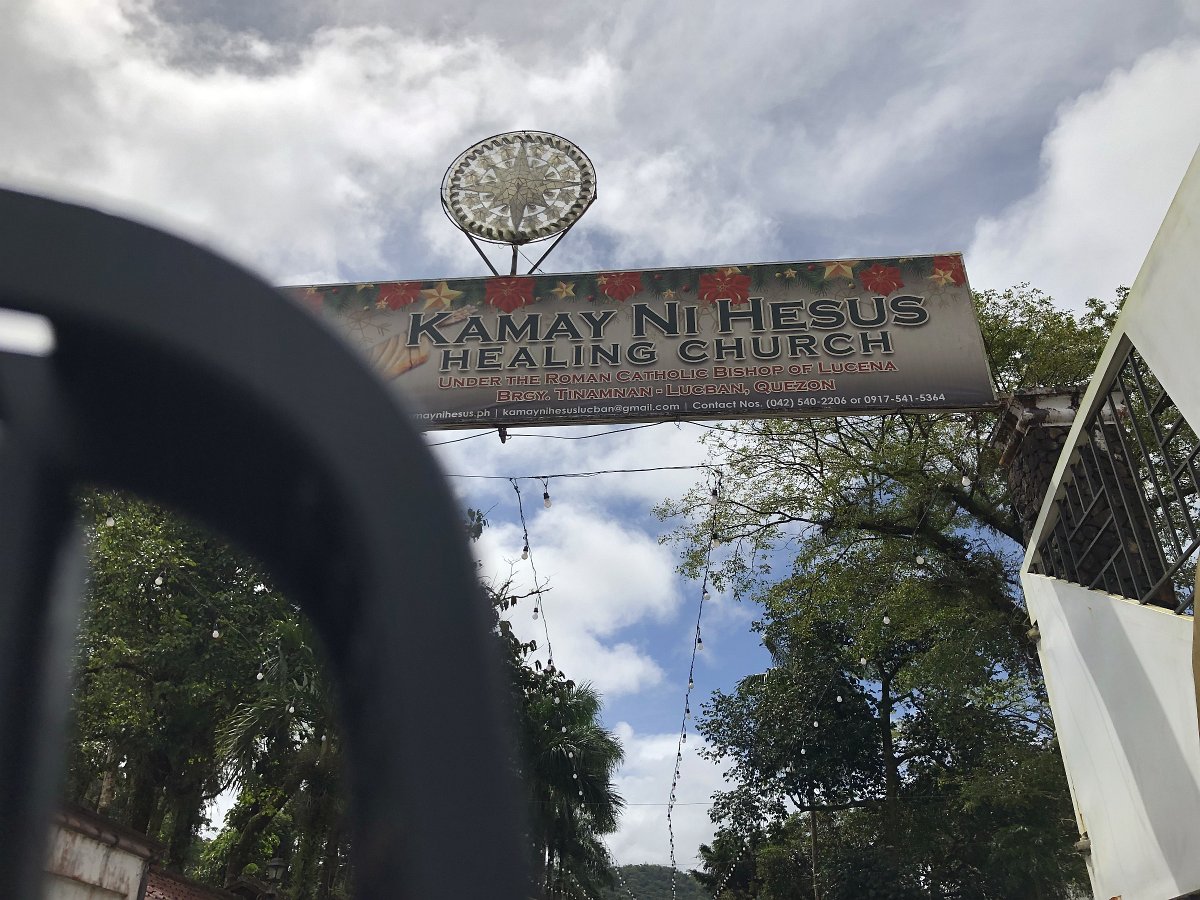 KAMAY NI HESUS
HEALING CHURCH
UNDER THE ROMAN CATHOLIC BISHOP OF LUCENA
BRGY. TINAMNAN - LUCBAN, QUEZON
| kamaynihesuslucban@gmail.com | Contact Nos. (042) 540-2206 or 0917-541-5364